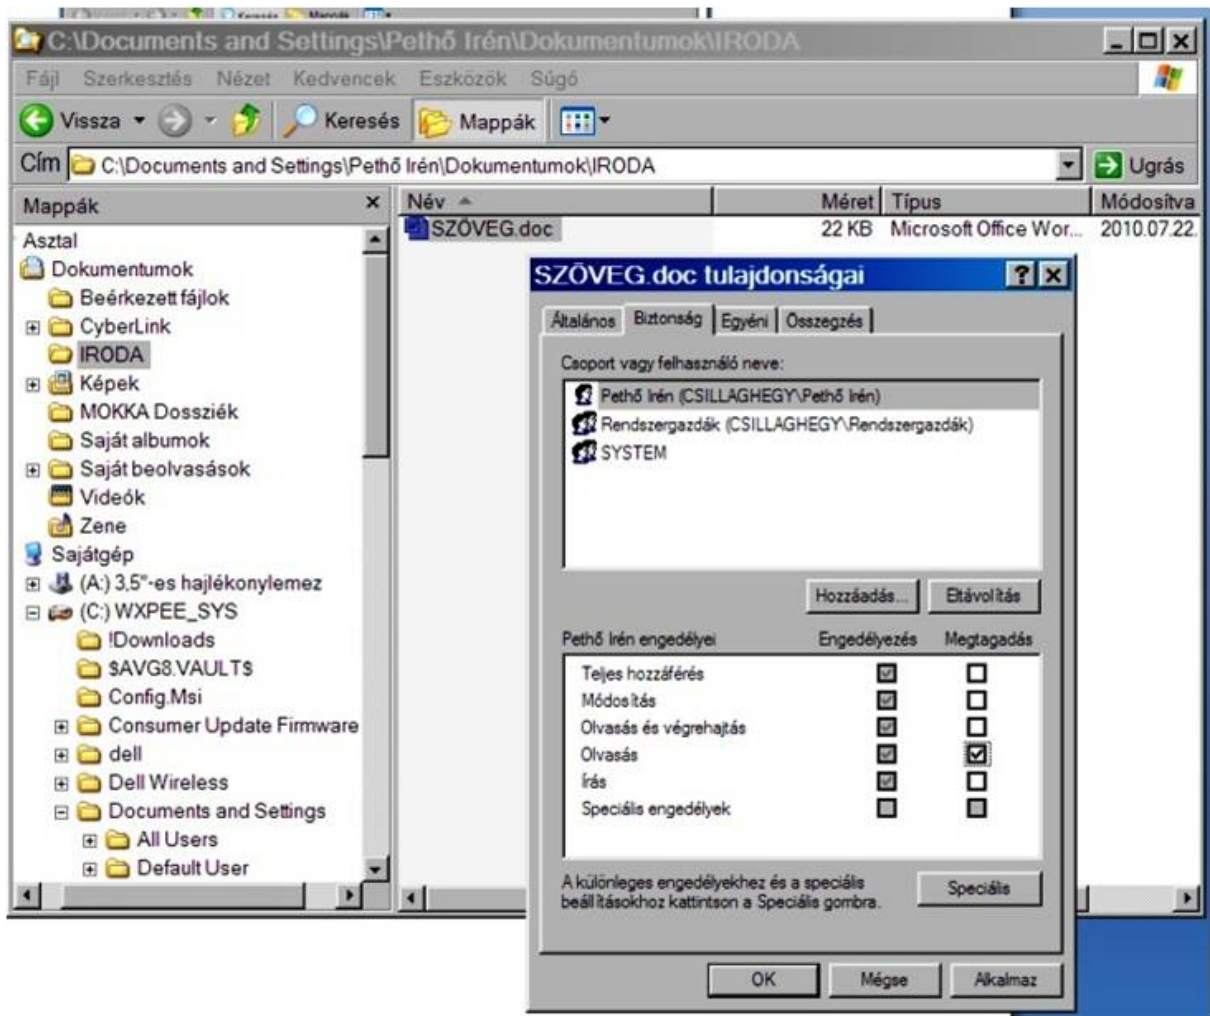 Keresés Mappák
C:\Documents and Settings\Pethő Irén\Dokumentumok\IRODA
Fájl Szerkesztés Nézet Kedvencek Eszközök Súgó
Vissza Keresés Mappák
Cím C:\Documents and Settings\Pethő Irén\Dokumentumok\IRODA Ugrás
Mappák × Név Méret Típus Módosítva
SZÖVEG.doc 22 KB Microsoft Office Wor... 2010.07.22.
Asztal
Dokumentumok
Beérkezett fájlok
CyberLink
IRODA
Képek
MOKKA Dossziék
Saját albumok
Saját beolvasások
Videók
Zene
Sajátgép
(A:) 3,5"-es hajlékonylemez
(C:) WXPEE_SYS
!Downloads
$AVG8.VAULT$
Config.Msi
Consumer Update Firmware
dell
Dell Wireless
Documents and Settings
All Users
Default User
SZÖVEG.doc tulajdonságai
Általános Biztonság Egyéni Összegzés
Csoport vagy felhasználó neve:
Pethő Irén (CSILLAGHEGY\Pethő Irén)
Rendszergazdák (CSILLAGHEGY\Rendszergazdák)
SYSTEM
Hozzáadás... Eltávolítás
Pethő Irén engedélyei Engedélyezés Megtagadás
Teljes hozzáférés
Módosítás
Olvasás és végrehajtás
Olvasás
Írás
Speciális engedélyek
A különleges engedélyekhez és a speciális
beállításokhoz kattintson a Speciális gombra.
Speciális
OK Mégse Alkalmaz